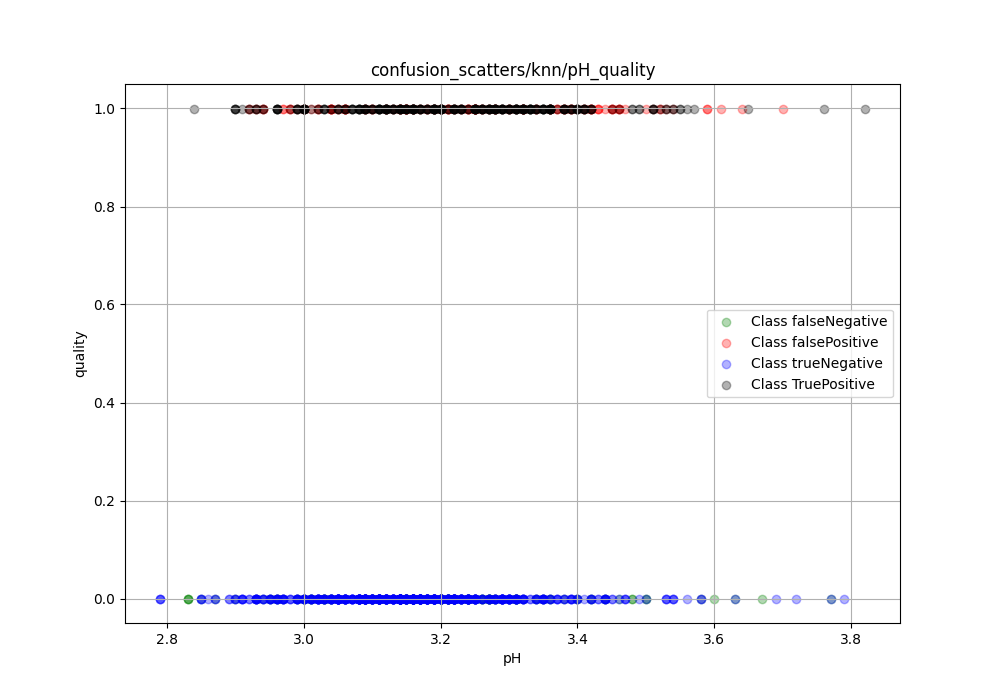 confusion_scatters/knn/pH_quality
1.0
0.8
0.6
0.4
0.2
0.0
quality
Class falseNegative
Class falsePositive
Class trueNegative
Class TruePositive
2.8 3.0 3.2 3.4 3.6 3.8
pH